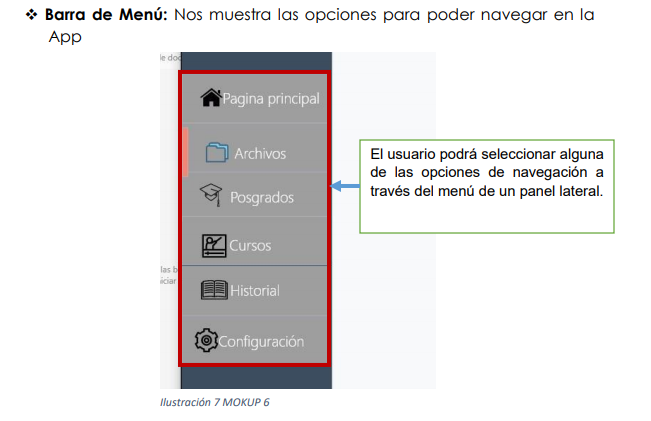 ❖ Barra de Menú: Nos muestra las opciones para poder navegar en la
App
le doc
Pagina principal
Archivos
El usuario podrá seleccionar alguna
de las opciones de navegación a
través del menú de un panel lateral.
Posgrados
Cursos
las b
iciar
Historial
Configuración
Ilustración 7 MOKUP 6